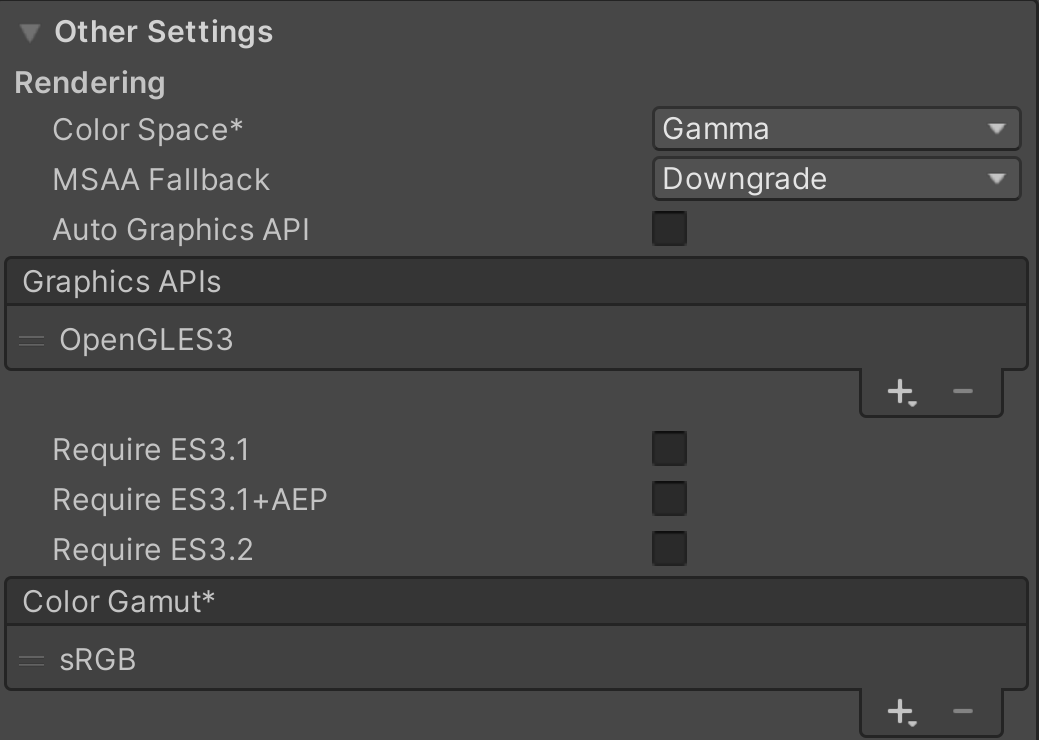 Other Settings
Rendering
Color Space* Gamma
MSAA Fallback Downgrade
Auto Graphics API
Graphics APIs
OpenGLES3
Require ES3.1
Require ES3.1+AEP
Require ES3.2
Color Gamut*
sRGB